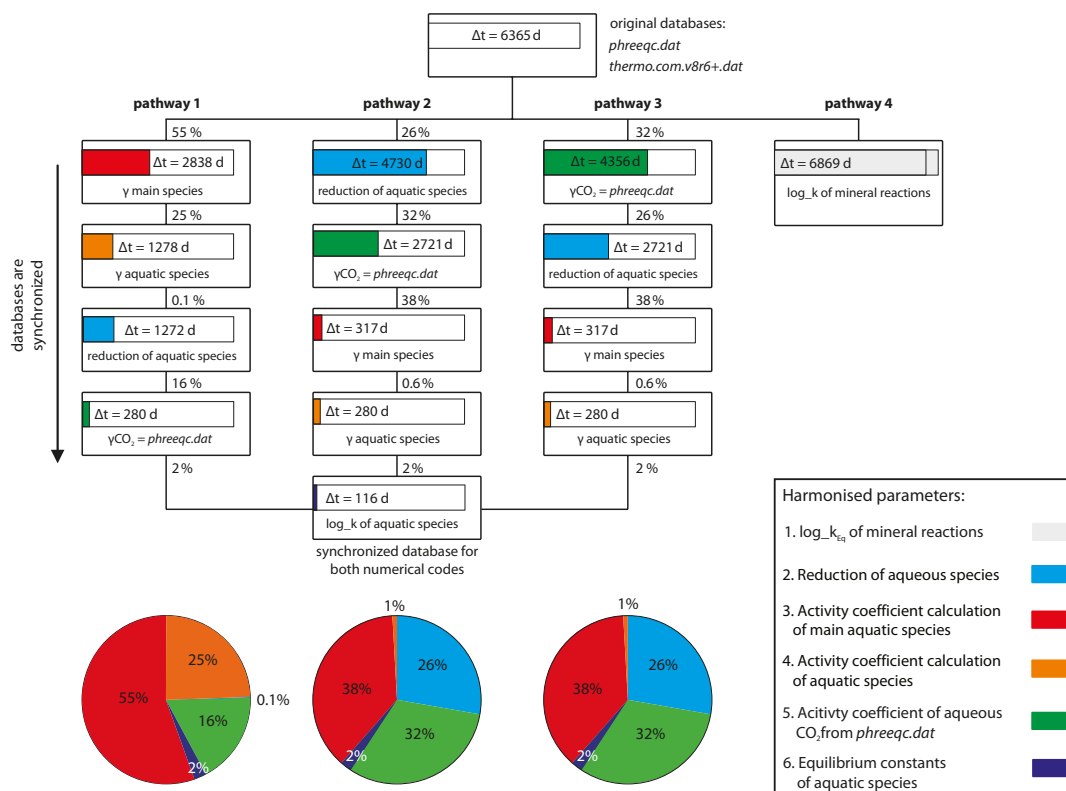 Δt = 6365 d
original databases:
phreeqc.dat
thermo.com.v8r6+.dat
pathway 1
pathway 2
pathway 3
pathway 4
55 %
26 %
32 %
Δt = 2838 d
γ main species
Δt = 4730 d
reduction of aquatic species
Δt = 4356 d
γCO₂ = phreeqc.dat
Δt = 6869 d
log_k of mineral reactions
25 %
32 %
26 %
Δt = 1278 d
γ aquatic species
Δt = 2721 d
γCO₂ = phreeqc.dat
Δt = 2721 d
reduction of aquatic species
0.1 %
38 %
38 %
Δt = 1272 d
reduction of aquatic species
Δt = 317 d
γ main species
Δt = 317 d
γ main species
16 %
0.6 %
0.6 %
Δt = 280 d
γCO₂ = phreeqc.dat
Δt = 280 d
γ aquatic species
Δt = 280 d
γ aquatic species
2 %
2 %
2 %
Δt = 116 d
log_k of aquatic species
synchronized database for
both numerical codes
databases are
synchronized
55%
25%
0.1%
16%
2%
1%
26%
38%
32%
2%
1%
26%
38%
32%
2%
Harmonised parameters:
1. log_k_Eq of mineral reactions
2. Reduction of aqueous species
3. Activity coefficient calculation
of main aquatic species
4. Activity coefficient calculation
of aquatic species
5. Acitivty coefficient of aqueous
CO₂from phreeqc.dat
6. Equilibrium constants
of aquatic species